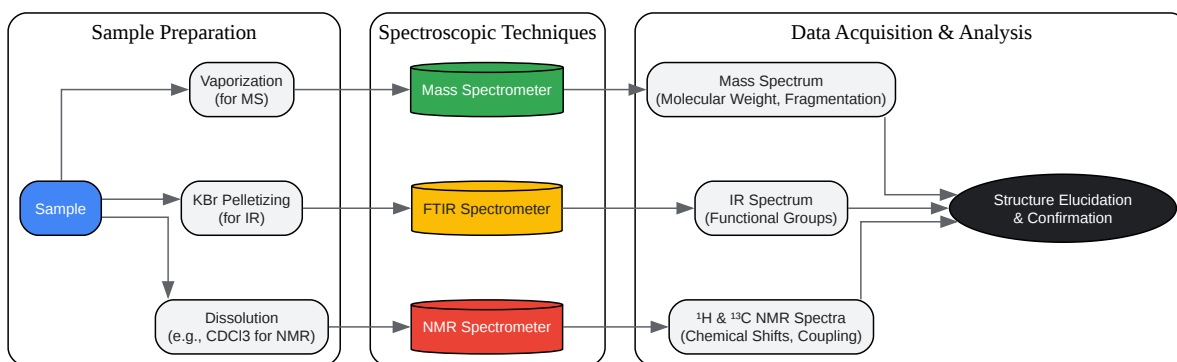 Sample Preparation
Spectroscopic Techniques
Data Acquisition & Analysis
Vaporization
(for MS)
Mass Spectrometer
Mass Spectrum
(Molecular Weight, Fragmentation)
Sample
KBr Pelletizing
(for IR)
FTIR Spectrometer
IR Spectrum
(Functional Groups)
Structure Elucidation
& Confirmation
Dissolution
(e.g., CDCl3 for NMR)
NMR Spectrometer
¹H & ¹³C NMR Spectra
(Chemical Shifts, Coupling)